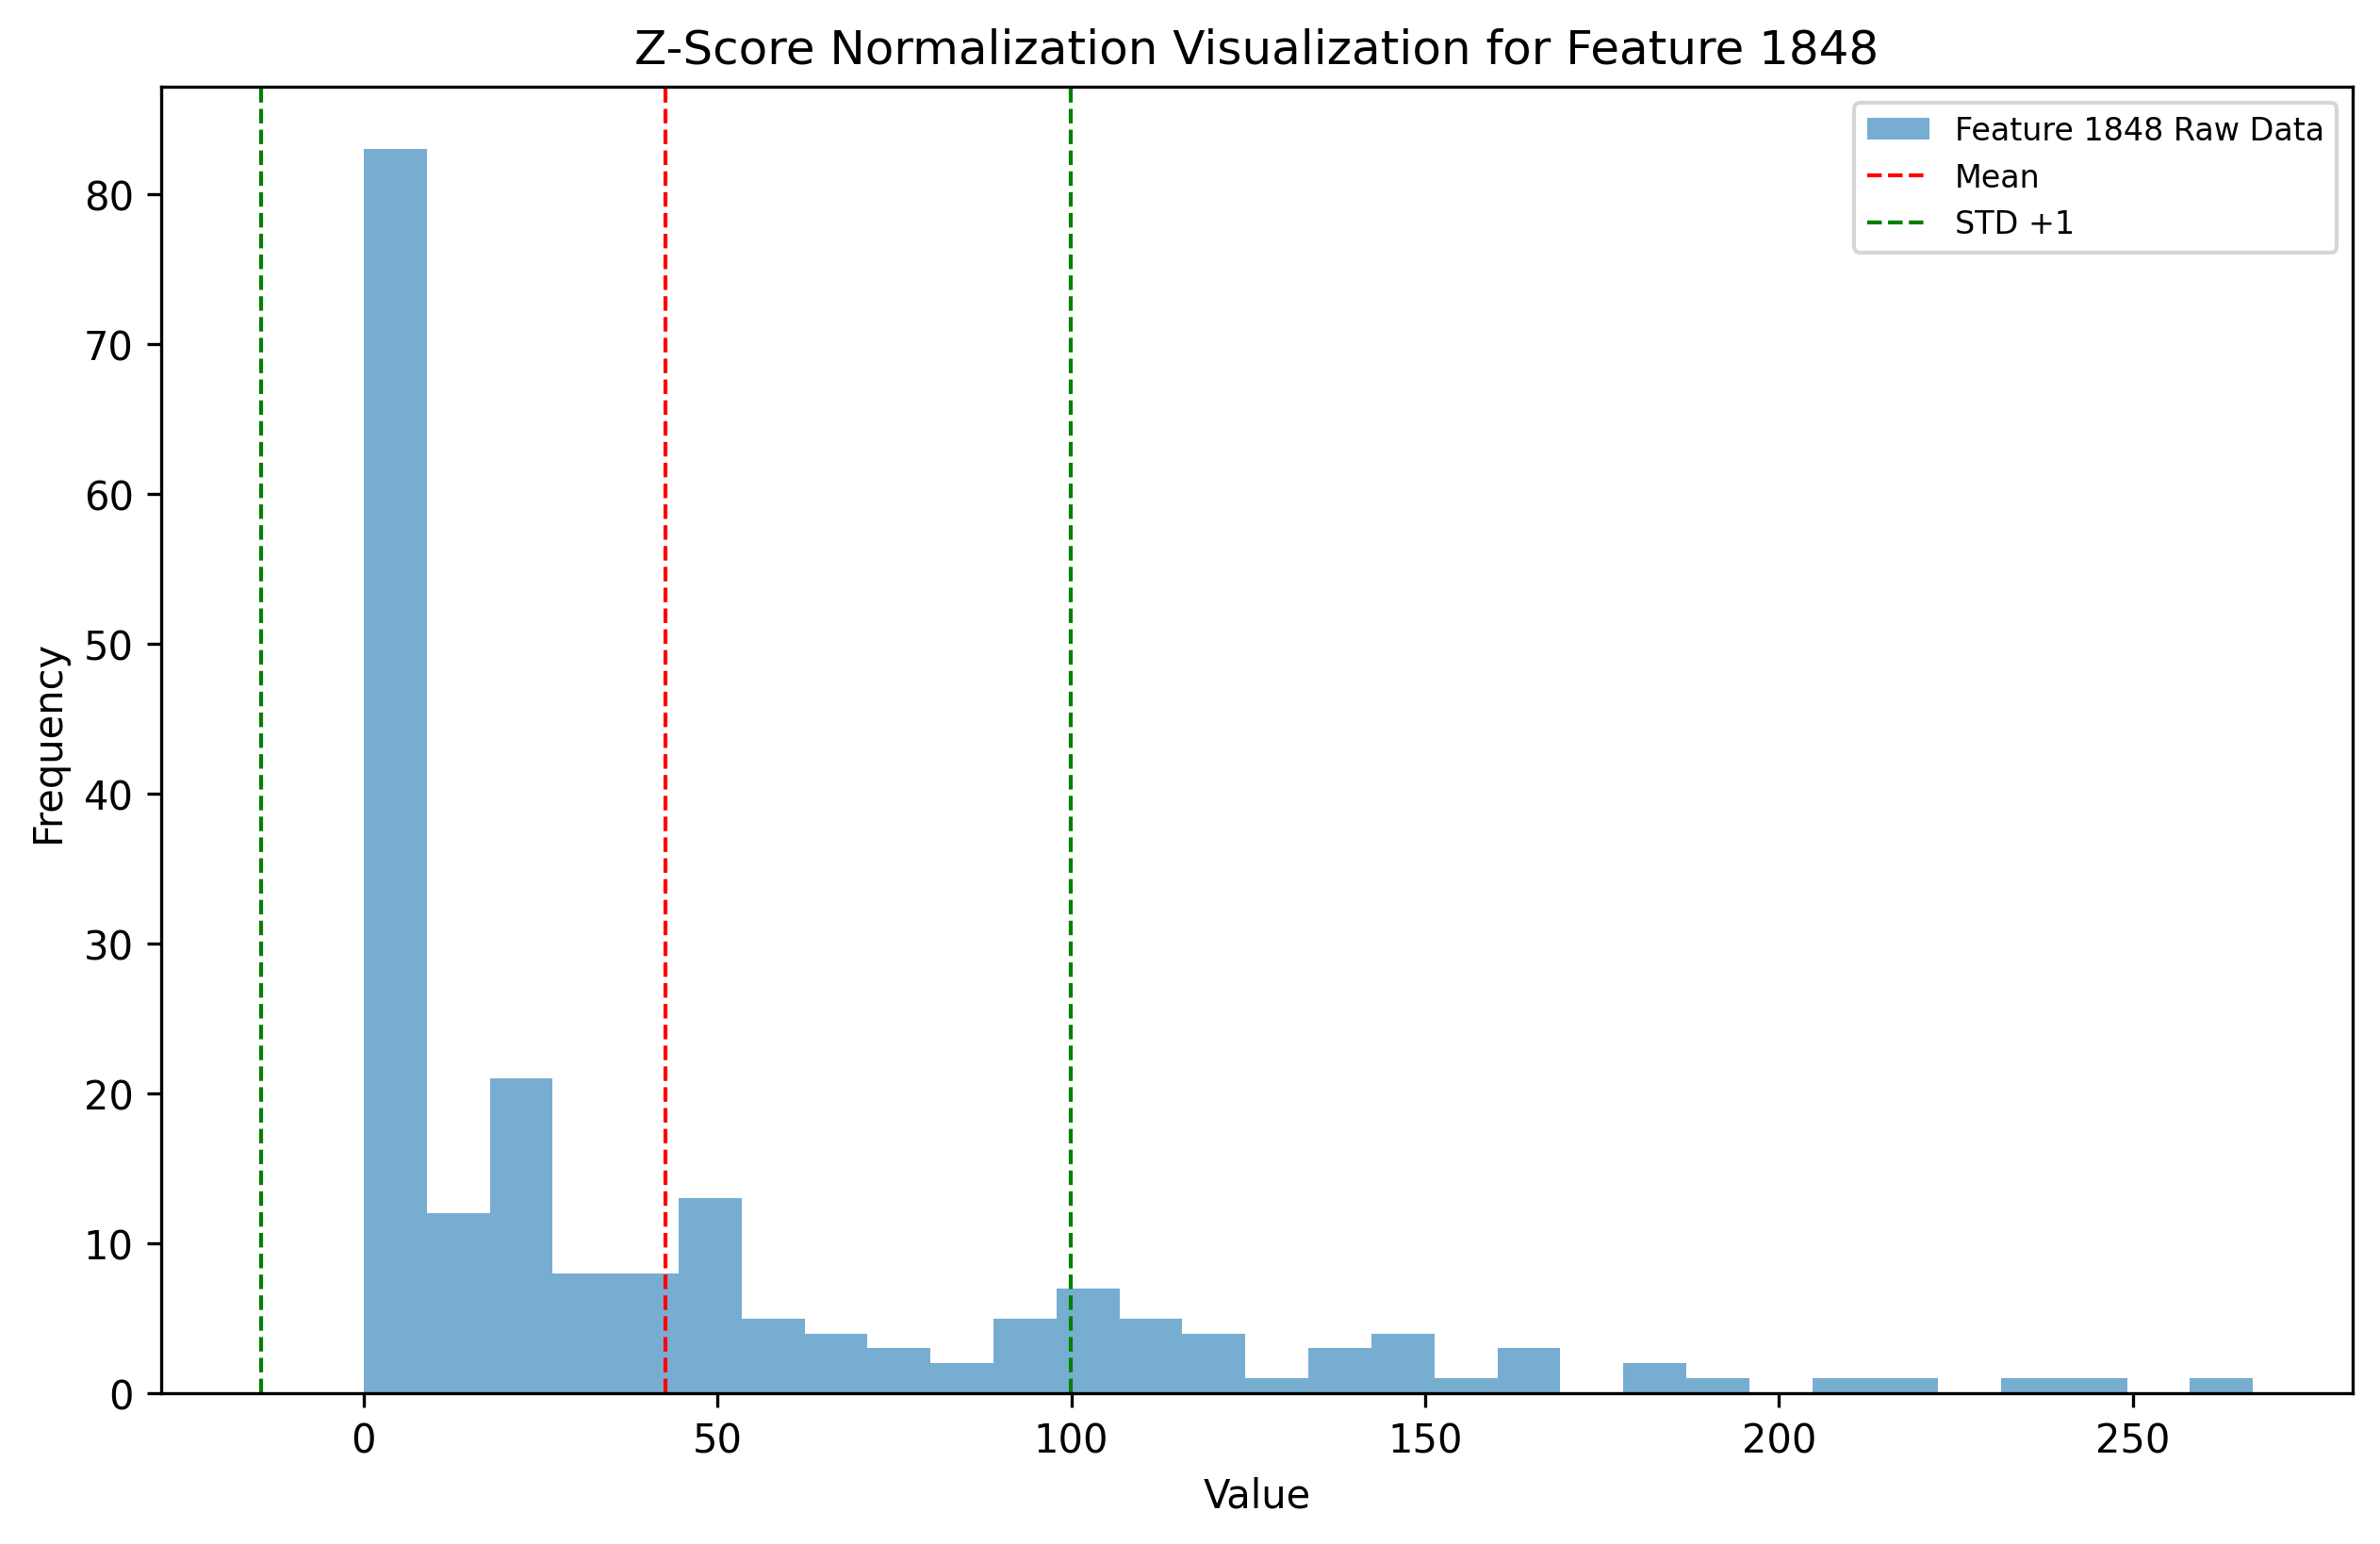 Z-Score Normalization Visualization for Feature 1848
Feature 1848 Raw Data
Mean
STD +1
80
70
60
50
40
30
20
10
0
Frequency
0 50 100 150 200 250
Value